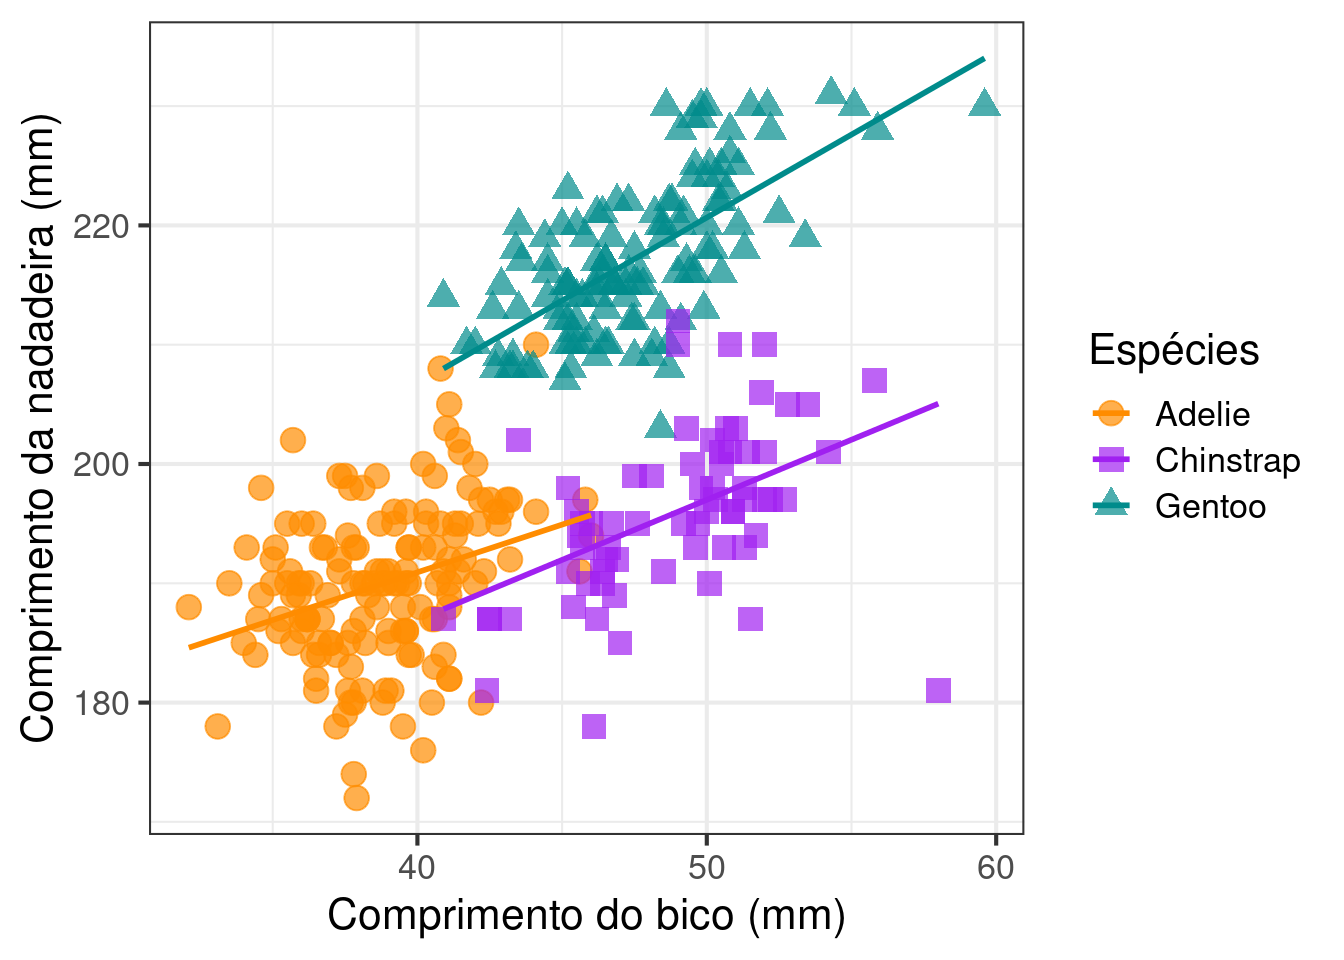 Comprimento da nadadeira (mm)
220
200
180
40
50
60
Comprimento do bico (mm)
Espécies
Adelie
Chinstrap
Gentoo